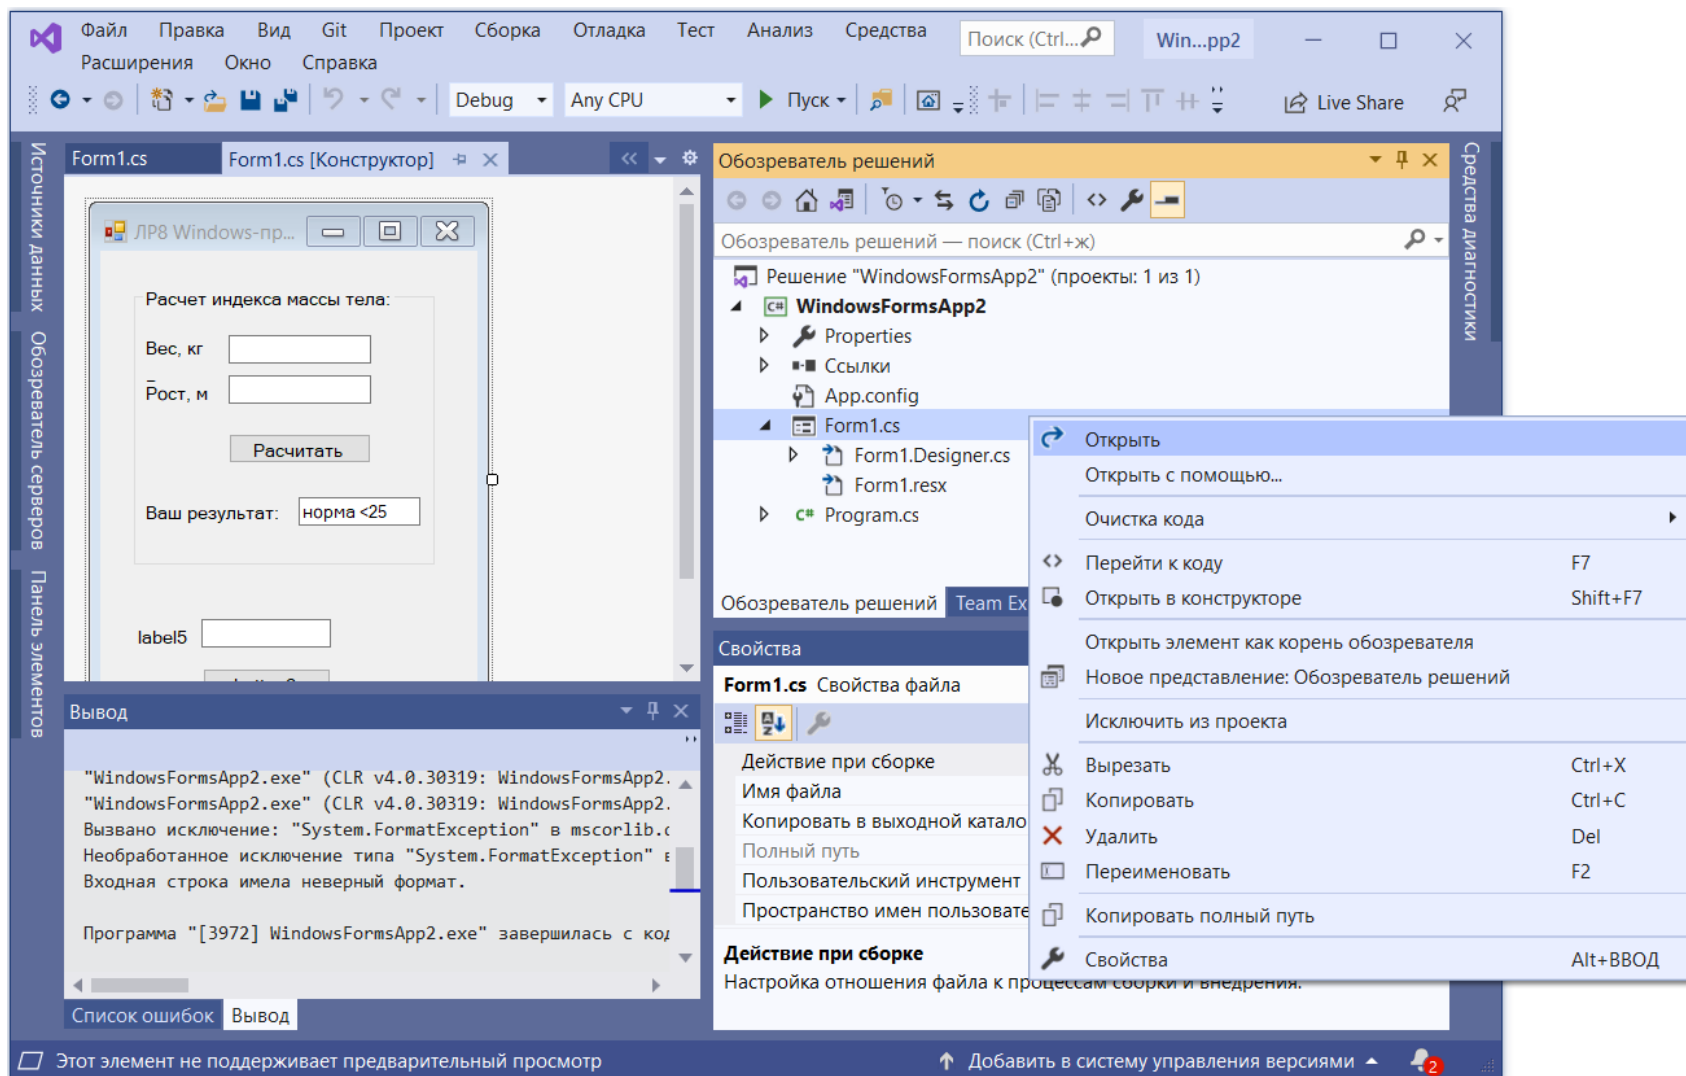 Файл Правка Вид Git Проект Сборка Отладка Тест Анализ Средства Поиск (Ctrl... Win...pp2
Расширения Окно Справка
Debug Any CPU Пуск Live Share
Источники данных
Обозреватель серверов
Панель элементов
Form1.cs Form1.cs [Конструктор]
ЛР8 Windows-пр...
Расчет индекса массы тела:
Вес, кг
Рост, м
Расчитать
Ваш результат: норма <25
label5
Вывод
"WindowsFormsApp2.exe" (CLR v4.0.30319: WindowsFormsApp2.
"WindowsFormsApp2.exe" (CLR v4.0.30319: WindowsFormsApp2.
Вызвано исключение: "System.FormatException" в mscorlib.
Необработанное исключение типа "System.FormatException" в
Входная строка имела неверный формат.
Программа "[3972] WindowsFormsApp2.exe" завершилась с код
Список ошибок Вывод
Обозреватель решений
Обозреватель решений — поиск (Ctrl+ж)
Решение "WindowsFormsApp2" (проекты: 1 из 1)
C# WindowsFormsApp2
Properties
Ссылки
App.config
Form1.cs
Form1.Designer.cs
Form1.resx
C# Program.cs
Обозреватель решений Team Ex
Средства диагностики
Свойства
Form1.cs Свойства файла
Действие при сборке
Имя файла
Копировать в выходной катало
Полный путь
Пользовательский инструмент
Пространство имен пользовате
Действие при сборке
Настройка отношения файла к процессам сборки и внедрения.
Открыть
Открыть с помощью...
Очистка кода
Перейти к коду F7
Открыть в конструкторе Shift+F7
Открыть элемент как корень обозревателя
Новое представление: Обозреватель решений
Исключить из проекта
Вырезать Ctrl+X
Копировать Ctrl+C
Удалить Del
Переименовать F2
Копировать полный путь
Свойства Alt+ВВОД
Этот элемент не поддерживает предварительный просмотр Добавить в систему управления версиями 2